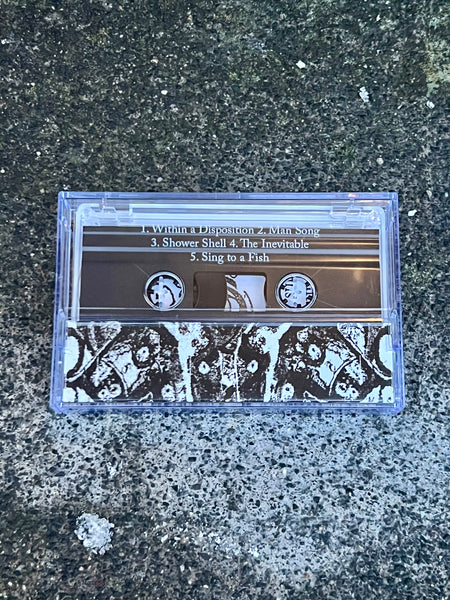 1. Within a Disposition 2. Man Song
3. Shower Shell 4. The Inevitable
5. Sing to a Fish